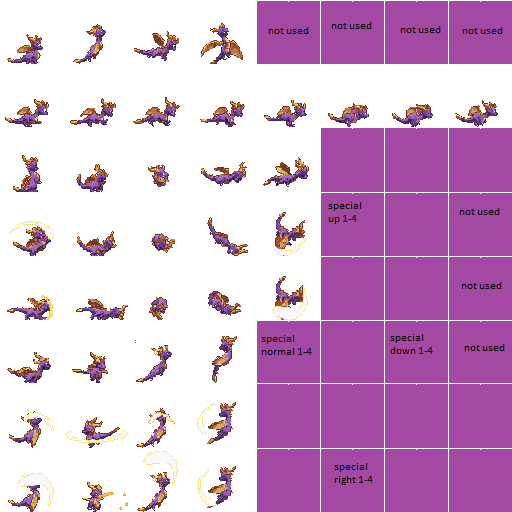 not used
not used
not used
not used
special
up 1-4
not used
not used
special
normal 1-4
special
down 1-4
not used
special
right 1-4